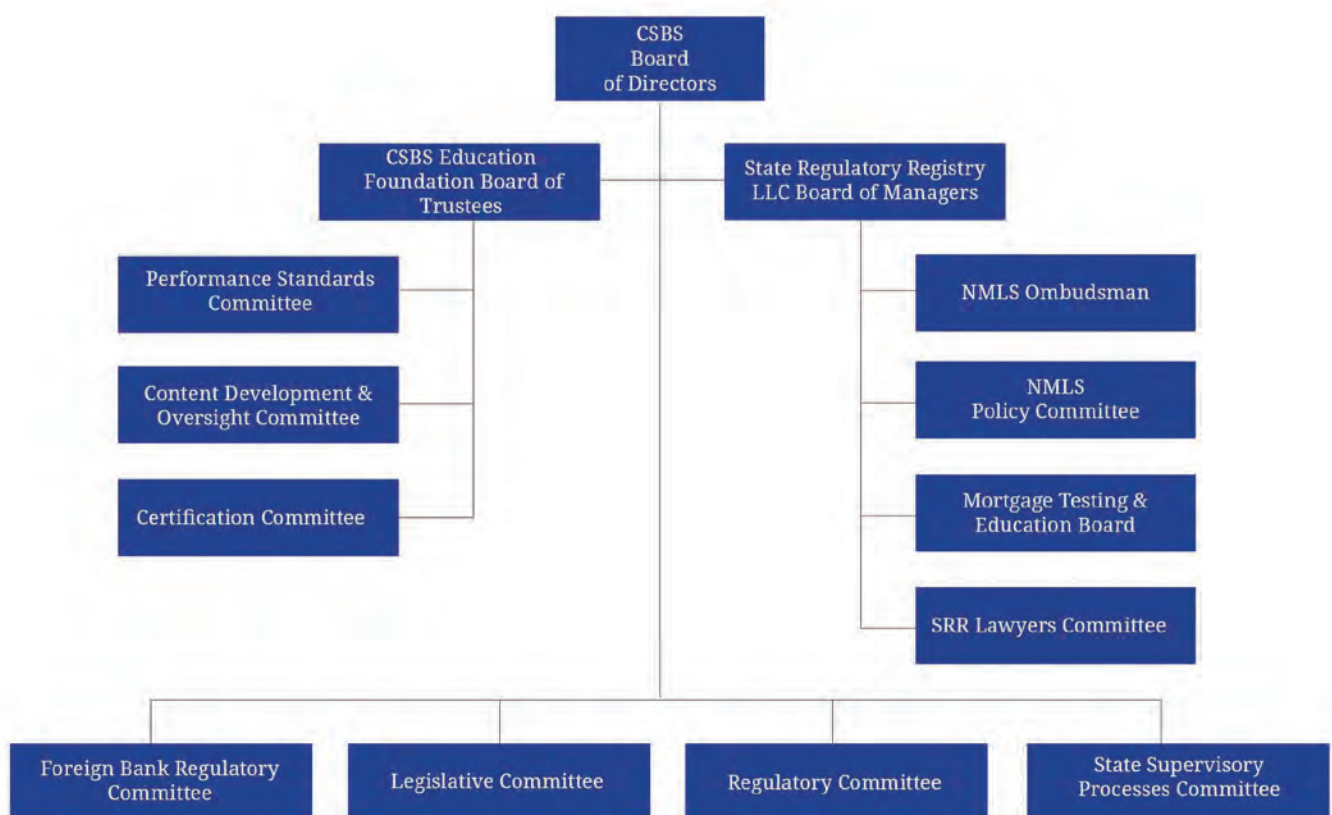 CSBS
Board
of Directors
CSBS Education
Foundation Board of
Trustees
State Regulatory Registry
LLC Board of Managers
Performance Standards
Committee
NMLS Ombudsman
Content Development &
Oversight Committee
NMLS
Policy Committee
Certification Committee
Mortgage Testing &
Education Board
SRR Lawyers Committee
Foreign Bank Regulatory
Committee
Legislative Committee
Regulatory Committee
State Supervisory
Processes Committee